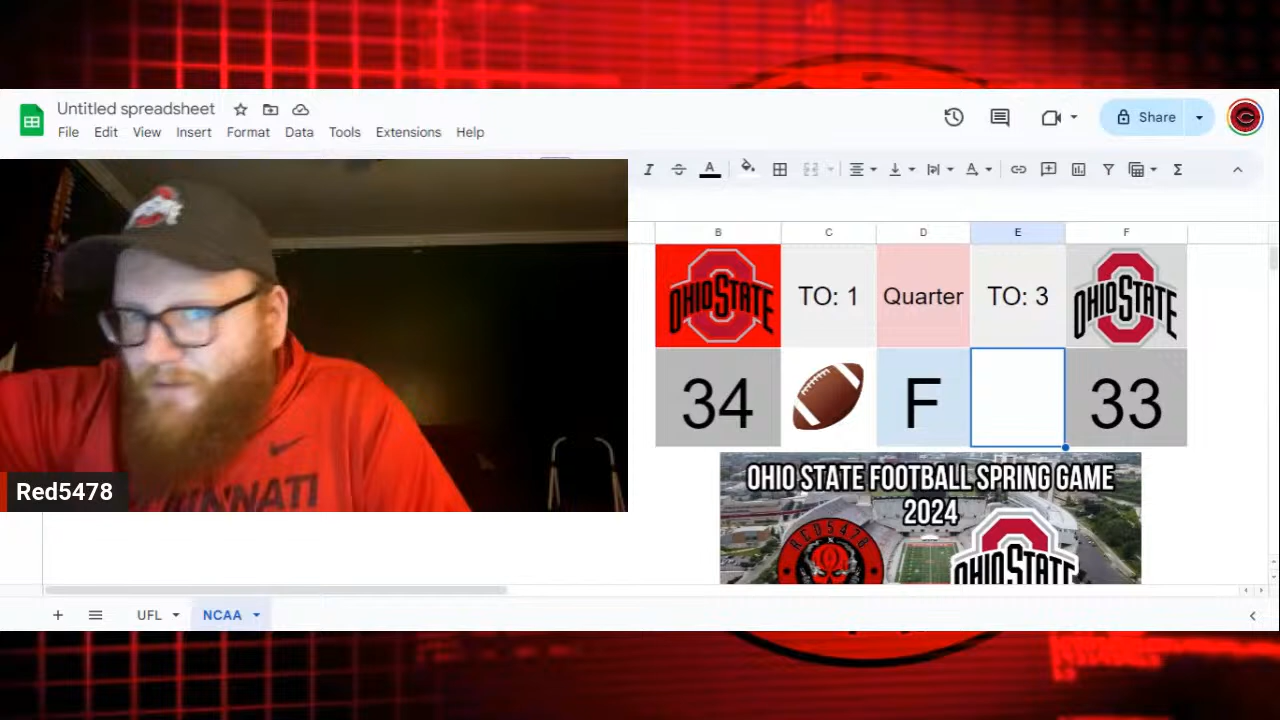 Untitled spreadsheet
File Edit View Insert Format Data Tools Extensions Help
Share
B C D E F
OHIO STATE TO: 1 Quarter TO: 3 OHIO STATE
34 F 33
OHIO STATE FOOTBALL SPRING GAME
2024
RED5478
OHIO STATE
Red5478
CINCINNATI
UFL NCAA